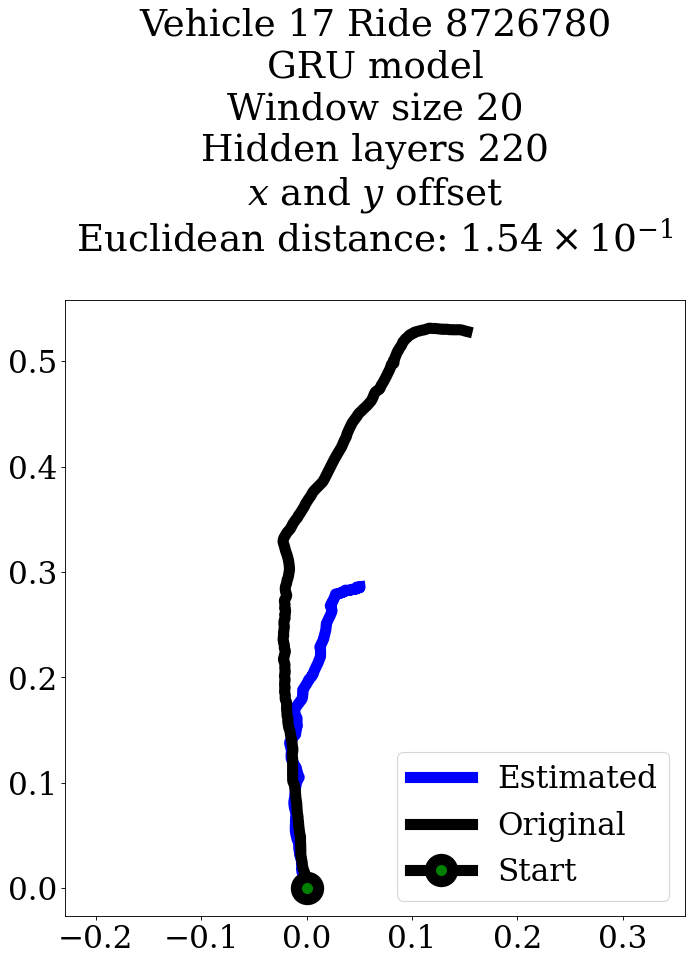 Vehicle 17 Ride 8726780
GRU model
Window size 20
Hidden layers 220
x and y offset
Euclidean distance: 1.54 × 10⁻¹
0.5
0.4
0.3
0.2
0.1
0.0
Estimated
Original
Start
−0.2 −0.1 0.0 0.1 0.2 0.3